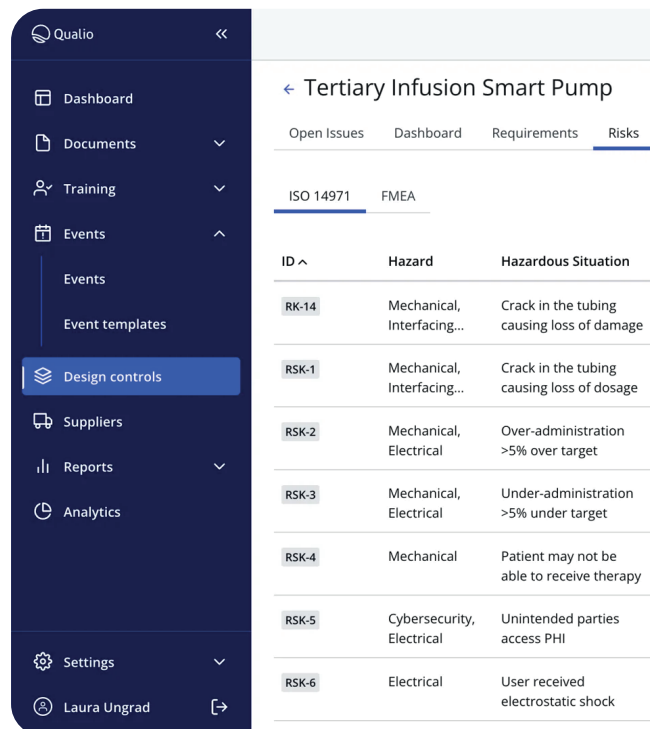 Qualio
Dashboard
Documents
Training
Events
Events
Event templates
Design controls
Suppliers
Reports
Analytics
Settings
Laura Ungrad
Tertiary Infusion Smart Pump
Open Issues Dashboard Requirements Risks
ISO 14971 FMEA
ID Hazard Hazardous Situation
RK-14 Mechanical, Crack in the tubing
Interfacing... causing loss of damage
RSK-1 Mechanical, Crack in the tubing
Interfacing... causing loss of dosage
RSK-2 Mechanical, Over-administration
Electrical >5% over target
RSK-3 Mechanical, Under-administration
Electrical >5% under target
RSK-4 Mechanical Patient may not be
able to receive therapy
RSK-5 Cybersecurity, Unintended parties
Electrical access PHI
RSK-6 Electrical User received
electrostatic shock